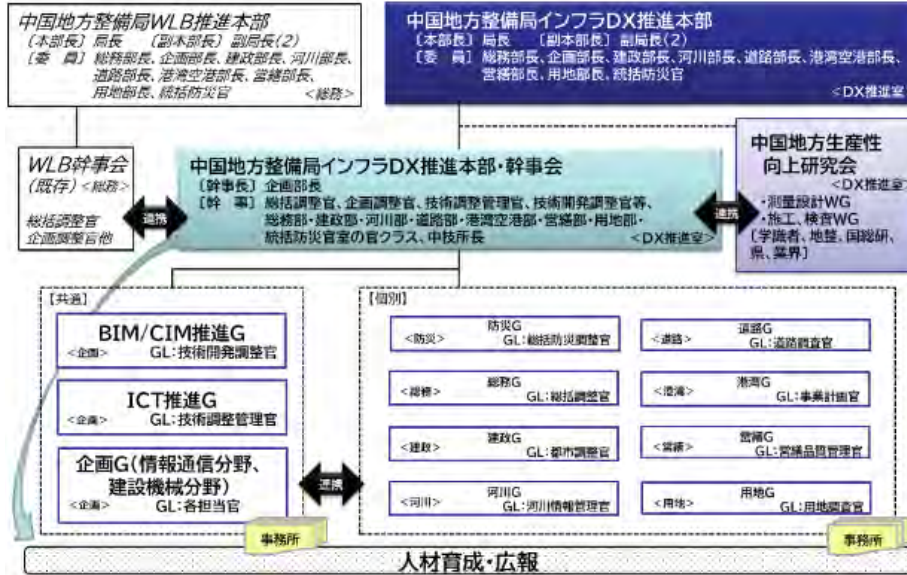 中国地方整備局WLB推進本部
〔本部長〕局長　〔副本部長〕副局長(2)
〔委　員〕総務部長、企画部長、建政部長、河川部長、
道路部長、港湾空港部長、営繕部長、
用地部長、統括防災官
<総務>
中国地方整備局インフラDX推進本部
〔本部長〕局長　〔副本部長〕副局長(2)
〔委　員〕総務部長、企画部長、建政部長、河川部長、道路部長、港湾空港部長、
営繕部長、用地部長、統括防災官
<DX推進室>
WLB幹事会
(既存)<総務>
総括調整官
企画調整官他
連携
中国地方整備局インフラDX推進本部・幹事会
〔幹事長〕企画部長
〔幹　事〕総括調整官、企画調整官、技術調整管理官、技術開発調整官等、
総務部・建政部・河川部・道路部・港湾空港部・営繕部・用地部・
統括防災官室の官クラス、中技所長
<DX推進室>
連携
中国地方生産性
向上研究会
<DX推進室>
・測量設計WG
・施工、検査WG
[学識者、地整、国総研、
県、業界]
【共通】
BIM/CIM推進G
<企画>　GL:技術開発調整官
ICT推進G
<企画>　GL:技術調整管理官
企画G(情報通信分野、
建設機械分野)
<企画>　GL:各担当官
事務所
連携
【個別】
防災G
<防災>　GL:総括防災調整官
道路G
<道路>　GL:道路調査官
総務G
<総務>　GL:総括調整官
港湾G
<港湾>　GL:事業計画官
建政G
<建政>　GL:都市調整官
営繕G
<営繕>　GL:営繕品質管理官
河川G
<河川>　GL:河川情報管理官
用地G
<用地>　GL:用地調査官
事務所
人材育成・広報